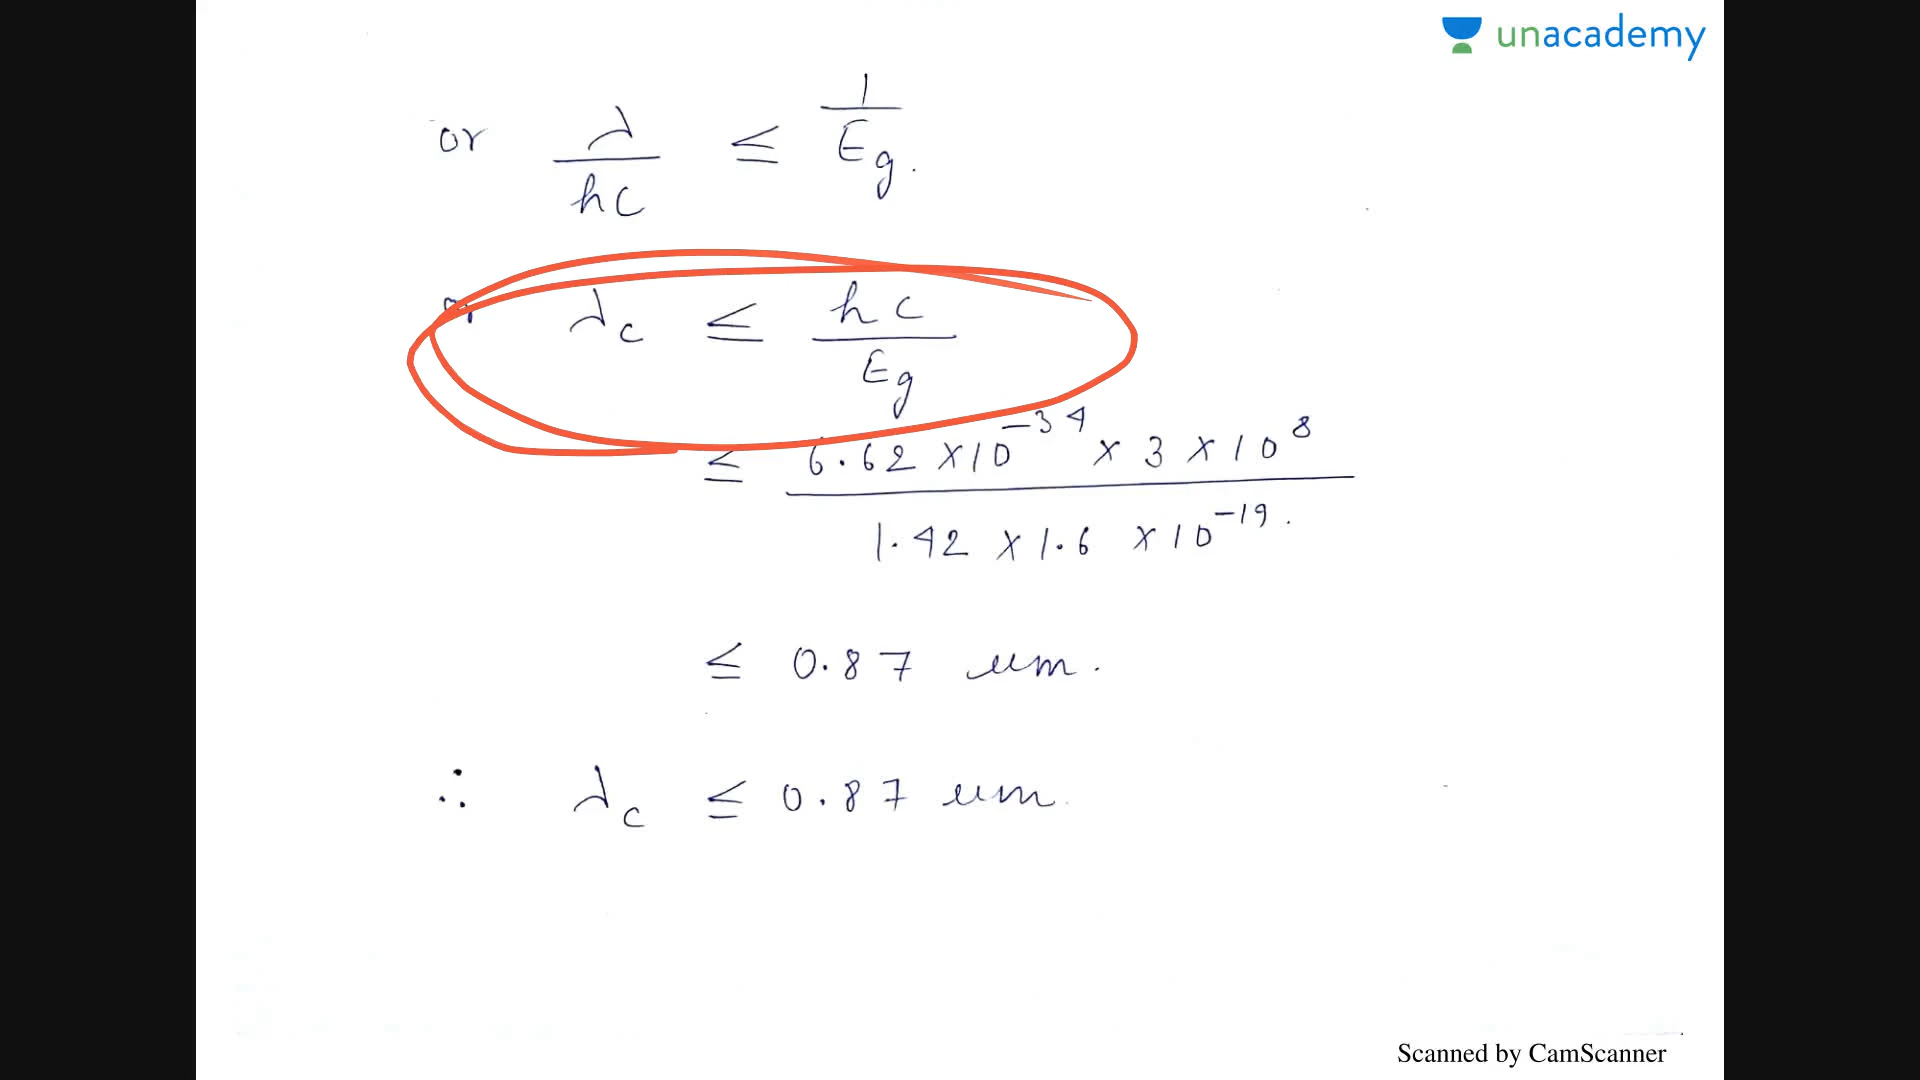 unacademy
or λ/hc ≤ 1/Eg.
or λc ≤ hc/Eg
≤ 6.62 × 10^-34 × 3 × 10^8 / 1.42 × 1.6 × 10^-19.
≤ 0.87 um.
∴ λc ≤ 0.87 um.
Scanned by CamScanner